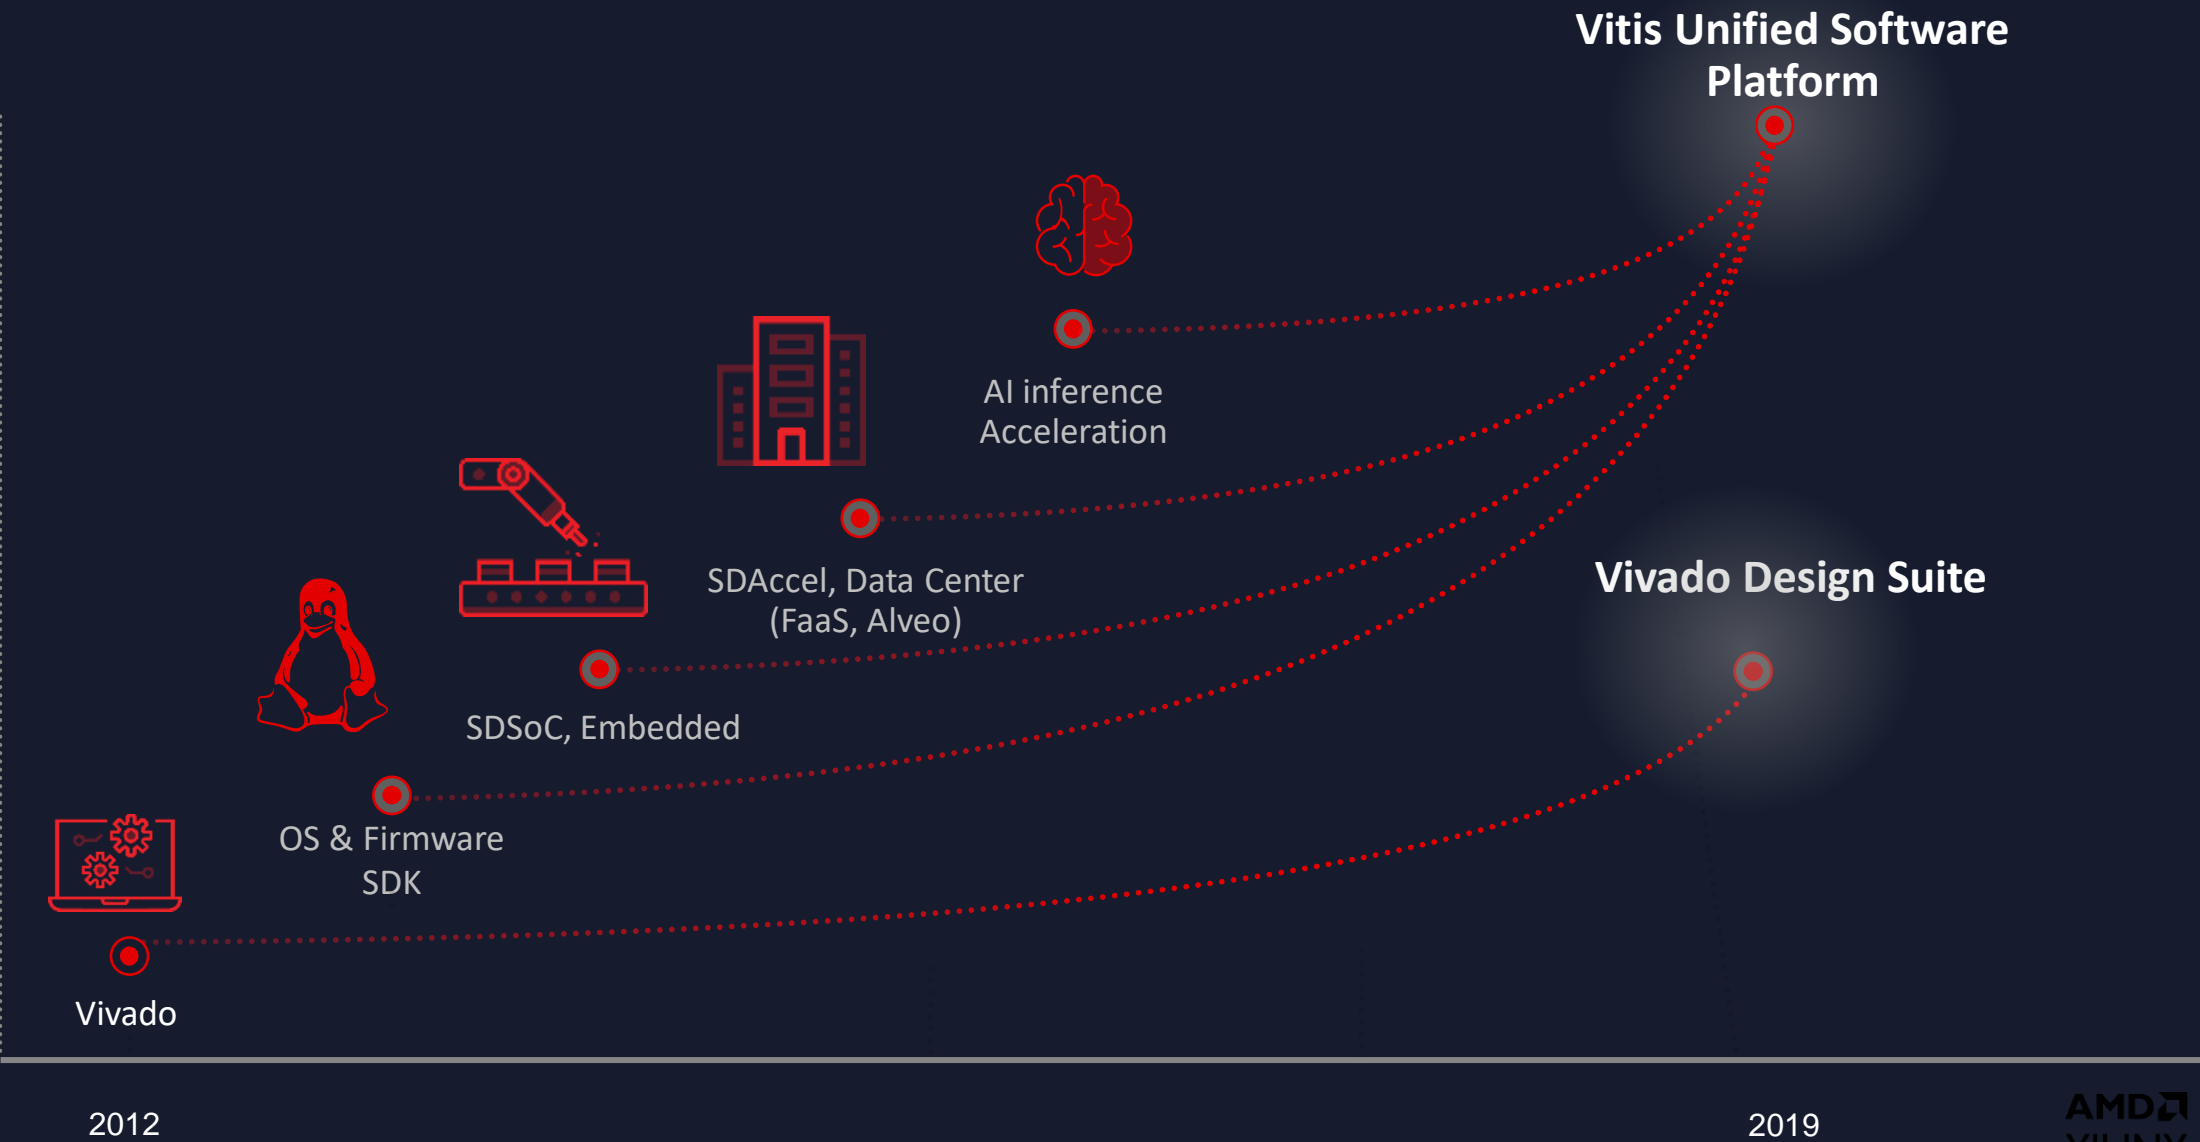 Vitis Unified Software
Platform
AI inference
Acceleration
SDAccel, Data Center
(FaaS, Alveo)
Vivado Design Suite
SDSoC, Embedded
OS & Firmware
SDK
Vivado
2012
2019
AMD
XILINX